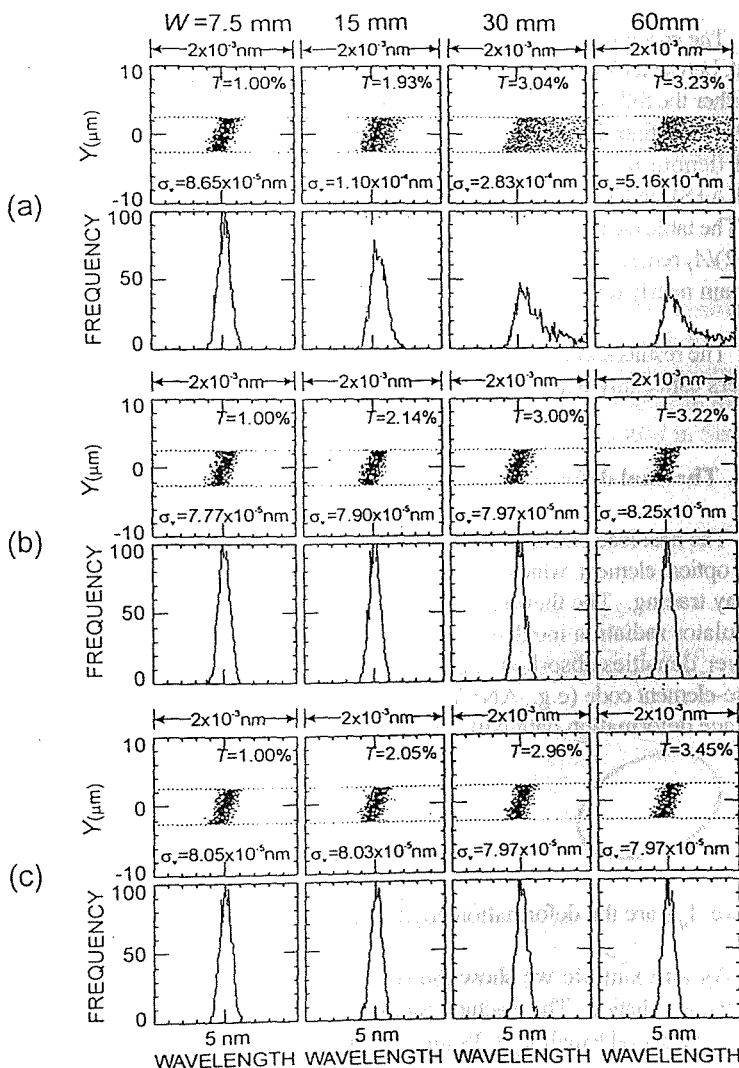 W =7.5 mm 15 mm 30 mm 60mm
2x10⁻³nm 2x10⁻³nm 2x10⁻³nm 2x10⁻³nm
(a)
Y(μm)
10
0
-10
T=1.00% T=1.93% T=3.04% T=3.23%
σᵥ=8.65x10⁻⁵nm σᵥ=1.10x10⁻⁴nm σᵥ=2.83x10⁻⁴nm σᵥ=5.16x10⁻⁴nm
FREQUENCY
100
50
0
2x10⁻³nm 2x10⁻³nm 2x10⁻³nm 2x10⁻³nm
(b)
Y(μm)
10
0
-10
T=1.00% T=2.14% T=3.00% T=3.22%
σᵥ=7.77x10⁻⁵nm σᵥ=7.90x10⁻⁵nm σᵥ=7.97x10⁻⁵nm σᵥ=8.25x10⁻⁵nm
FREQUENCY
100
50
0
2x10⁻³nm 2x10⁻³nm 2x10⁻³nm 2x10⁻³nm
(c)
Y(μm)
10
0
-10
T=1.00% T=2.05% T=2.96% T=3.45%
σᵥ=8.05x10⁻⁵nm σᵥ=8.03x10⁻⁵nm σᵥ=7.97x10⁻⁵nm σᵥ=7.97x10⁻⁵nm
FREQUENCY
100
50
0
5 nm 5 nm 5 nm 5 nm
WAVELENGTH WAVELENGTH WAVELENGTH WAVELENGTH